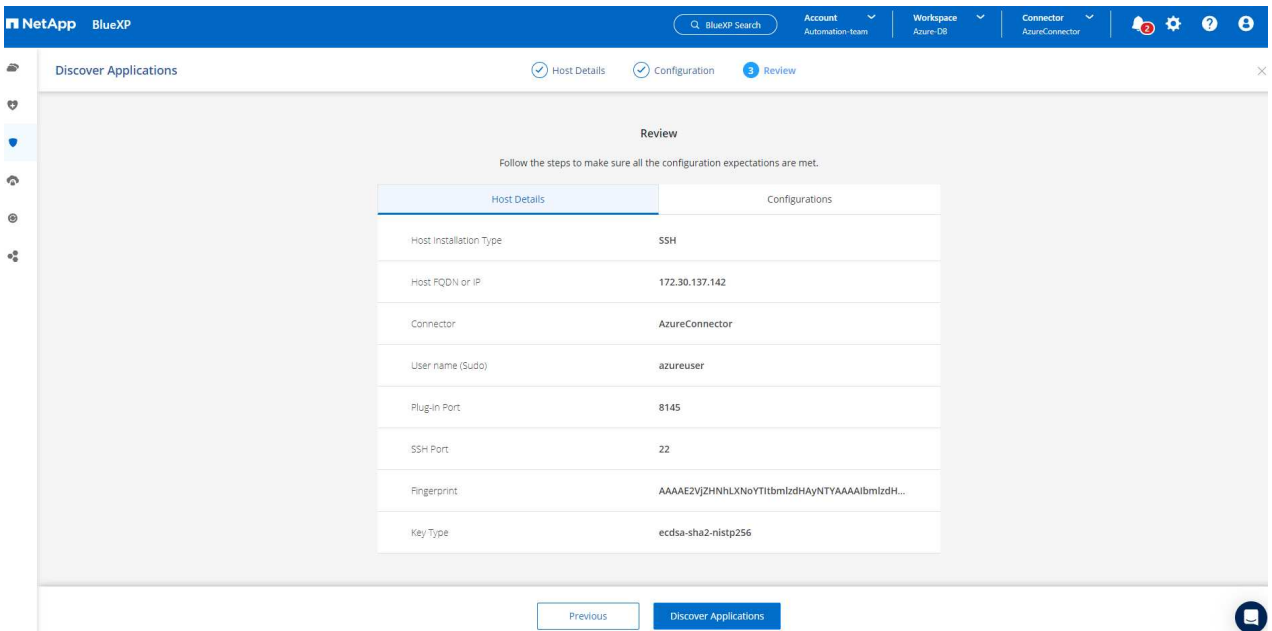 NetApp BlueXP
BlueXP Search
Account
Automation-team
Workspace
Azure-DB
Connector
AzureConnector
2
Discover Applications
Host Details
Configuration
3 Review
Review
Follow the steps to make sure all the configuration expectations are met.
Host Details Configurations
Host Installation Type SSH
Host FQDN or IP 172.30.137.142
Connector AzureConnector
User name (Sudo) azureuser
Plug-in Port 8145
SSH Port 22
Fingerprint AAAAE2VjZHNhLXNoYTItbmlzdHAyNTYAAAAIbmlzdH...
Key Type ecdsa-sha2-nistp256
Previous Discover Applications